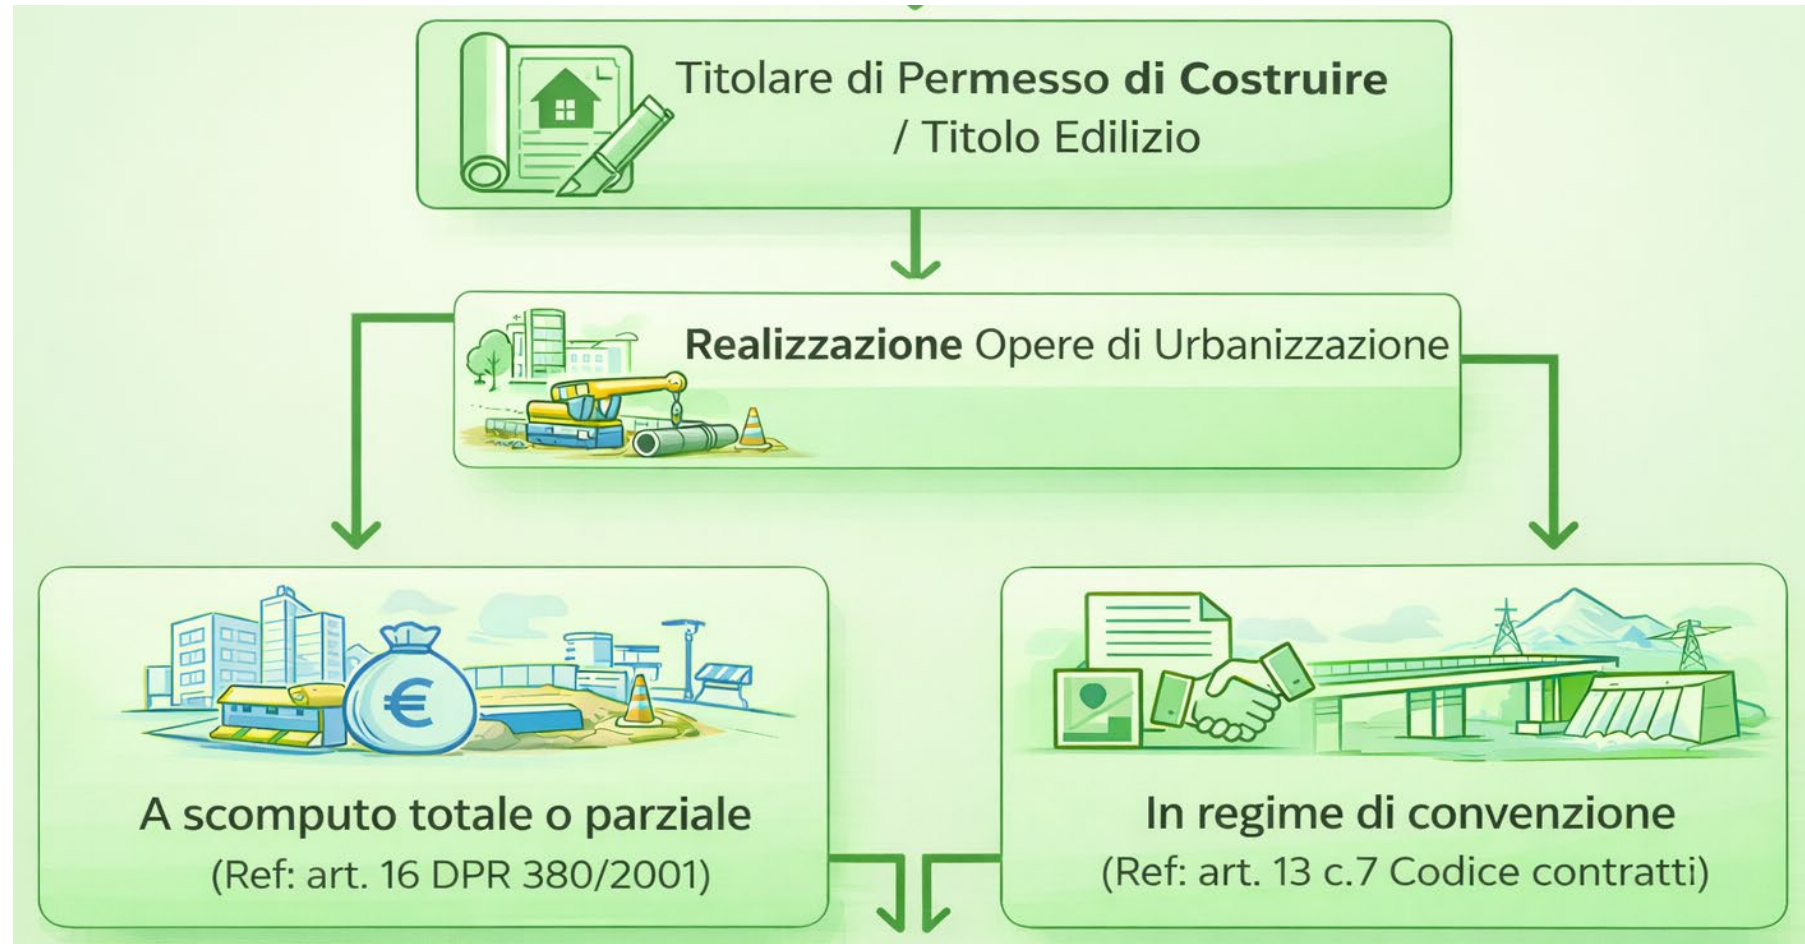 Titolare di Permesso di Costruire
/ Titolo Edilizio
Realizzazione Opere di Urbanizzazione
€
A scomputo totale o parziale
(Ref: art. 16 DPR 380/2001)
In regime di convenzione
(Ref: art. 13 c.7 Codice contratti)